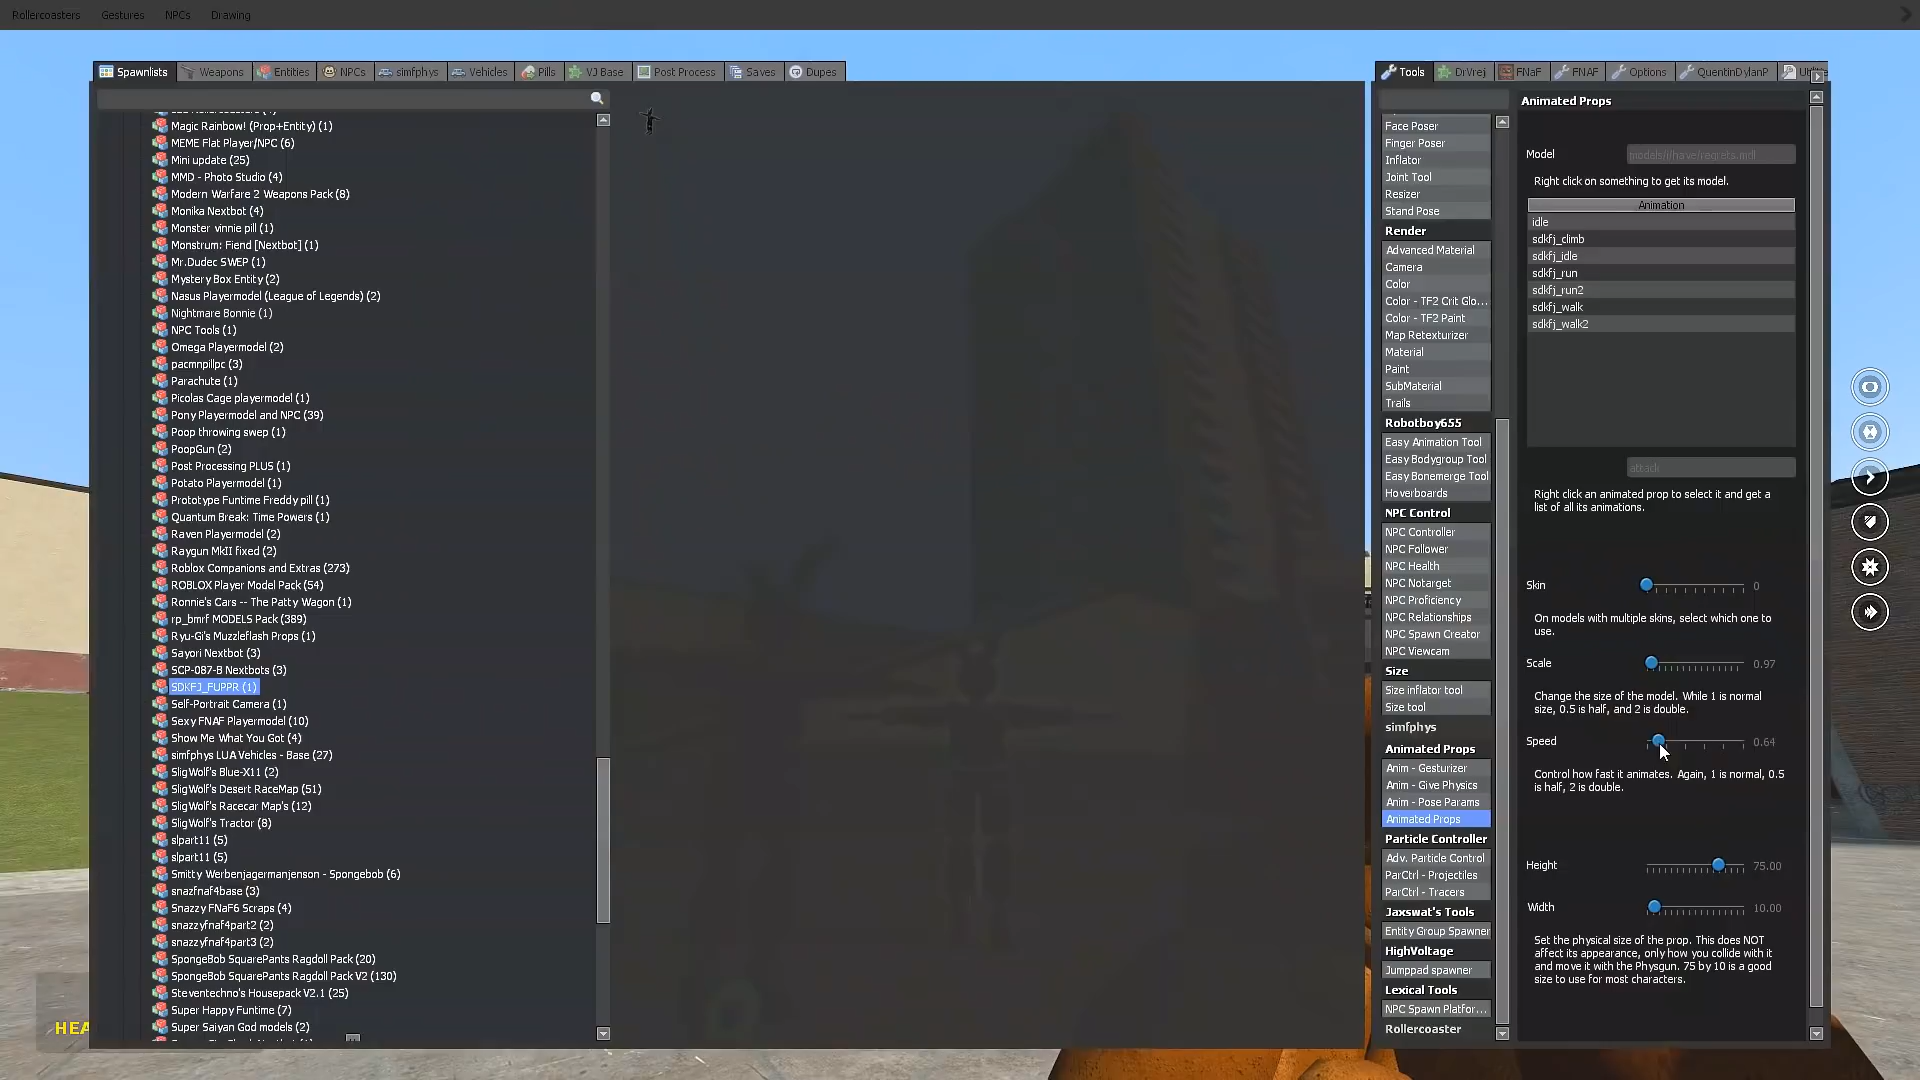 Rollercoasters Gestures NPCs Drawing
Spawnlists Weapons Entities NPCs simfphys Vehicles Pills VJ Base Post Process Saves Dupes
Magic Rainbow! (Prop+Entity) (1)
MEME Flat Player/NPC (6)
Mini update (25)
MMD - Photo Studio (4)
Modern Warfare 2 Weapons Pack (8)
Monika Nextbot (4)
Monster vinnie pill (1)
Monstrum: Fiend [Nextbot] (1)
Mr.Dudec SWEP (1)
Mystery Box Entity (2)
Nasus Playermodel (League of Legends) (2)
Nightmare Bonnie (1)
NPC Tools (1)
Omega Playermodel (2)
pacmnpillpc (3)
Parachute (1)
Picolas Cage playermodel (1)
Pony Playermodel and NPC (39)
Poop throwing swep (1)
PoopGun (2)
Post Processing PLUS (1)
Potato Playermodel (1)
Prototype Funtime Freddy pill (1)
Quantum Break: Time Powers (1)
Raven Playermodel (2)
Raygun MkII fixed (2)
Roblox Companions and Extras (273)
ROBLOX Player Model Pack (54)
Ronnie's Cars -- The Patty Wagon (1)
rp_bmrf MODELS Pack (389)
Ryu-Gi's Muzzleflash Props (1)
Sayori Nextbot (3)
SCP-087-B Nextbots (3)
SDKFJ_FUPPR (1)
Self-Portrait Camera (1)
Sexy FNAF Playermodel (10)
Show Me What You Got (4)
simfphys LUA Vehicles - Base (27)
SligWolf's Blue-X11 (2)
SligWolf's Desert RaceMap (51)
SligWolf's Racecar Map's (12)
SligWolf's Tractor (8)
slpart11 (5)
slpart11 (5)
Smitty Werbenjagermanjenson - Spongebob (6)
snazfnaf4base (3)
Snazzy FNaF6 Scraps (4)
snazzyfnaf4part2 (2)
snazzyfnaf4part3 (2)
SpongeBob SquarePants Ragdoll Pack (20)
SpongeBob SquarePants Ragdoll Pack V2 (130)
Steventechno's Housepack V2.1 (25)
Super Happy Funtime (7)
Super Saiyan God models (2)
HEA
Tools DrVrej FNaF FNAF Options QuentinDylanP
Face Poser
Finger Poser
Inflator
Joint Tool
Resizer
Stand Pose
Render
Advanced Material
Camera
Color
Color - TF2 Crit Glo...
Color - TF2 Paint
Map Retexturizer
Material
Paint
SubMaterial
Trails
Robotboy655
Easy Animation Tool
Easy Bodygroup Tool
Easy Bonemerge Tool
Hoverboards
NPC Control
NPC Controller
NPC Follower
NPC Health
NPC Notarget
NPC Proficiency
NPC Relationships
NPC Spawn Creator
NPC Viewcam
Size
Size inflator tool
Size tool
simfphys
Animated Props
Anim - Gesturizer
Anim - Give Physics
Anim - Pose Params
Animated Props
Particle Controller
Adv. Particle Control
ParCtrl - Projectiles
ParCtrl - Tracers
Jaxswat's Tools
Entity Group Spawner
HighVoltage
Jumppad spawner
Lexical Tools
NPC Spawn Platfor...
Rollercoaster
Animated Props
Model models/i/have/regrets.mdl
Right click on something to get its model.
Animation
idle
sdkfj_climb
sdkfj_idle
sdkfj_run
sdkfj_run2
sdkfj_walk
sdkfj_walk2
attack
Right click an animated prop to select it and get a
list of all its animations.
Skin 0
On models with multiple skins, select which one to
use.
Scale 0.97
Change the size of the model. While 1 is normal
size, 0.5 is half, and 2 is double.
Speed 0.64
Control how fast it animates. Again, 1 is normal, 0.5
is half, 2 is double.
Height 75.00
Width 10.00
Set the physical size of the prop. This does NOT
affect its appearance, only how you collide with it
and move it with the Physgun. 75 by 10 is a good
size to use for most characters.